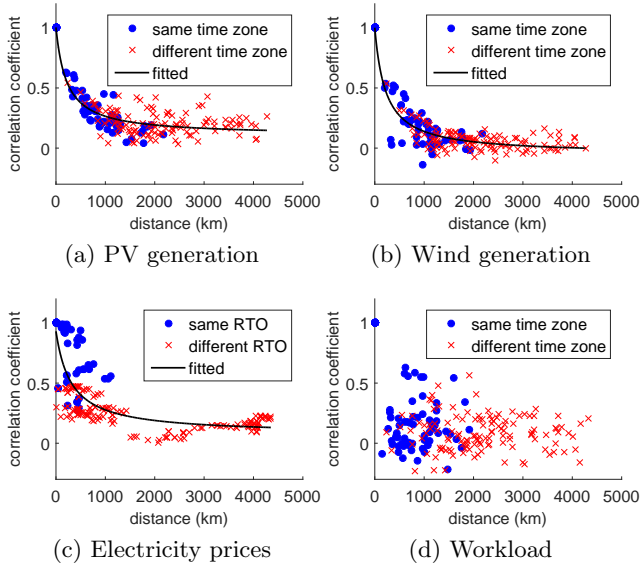 1
0.5
0
correlation coefficient
same time zone
different time zone
fitted
0 1000 2000 3000 4000 5000
distance (km)
(a) PV generation
1
0.5
0
correlation coefficient
same time zone
different time zone
fitted
0 1000 2000 3000 4000 5000
distance (km)
(b) Wind generation
1
0.5
0
correlation coefficient
same RTO
different RTO
fitted
0 1000 2000 3000 4000 5000
distance (km)
(c) Electricity prices
1
0.5
0
correlation coefficient
same time zone
different time zone
0 1000 2000 3000 4000 5000
distance (km)
(d) Workload